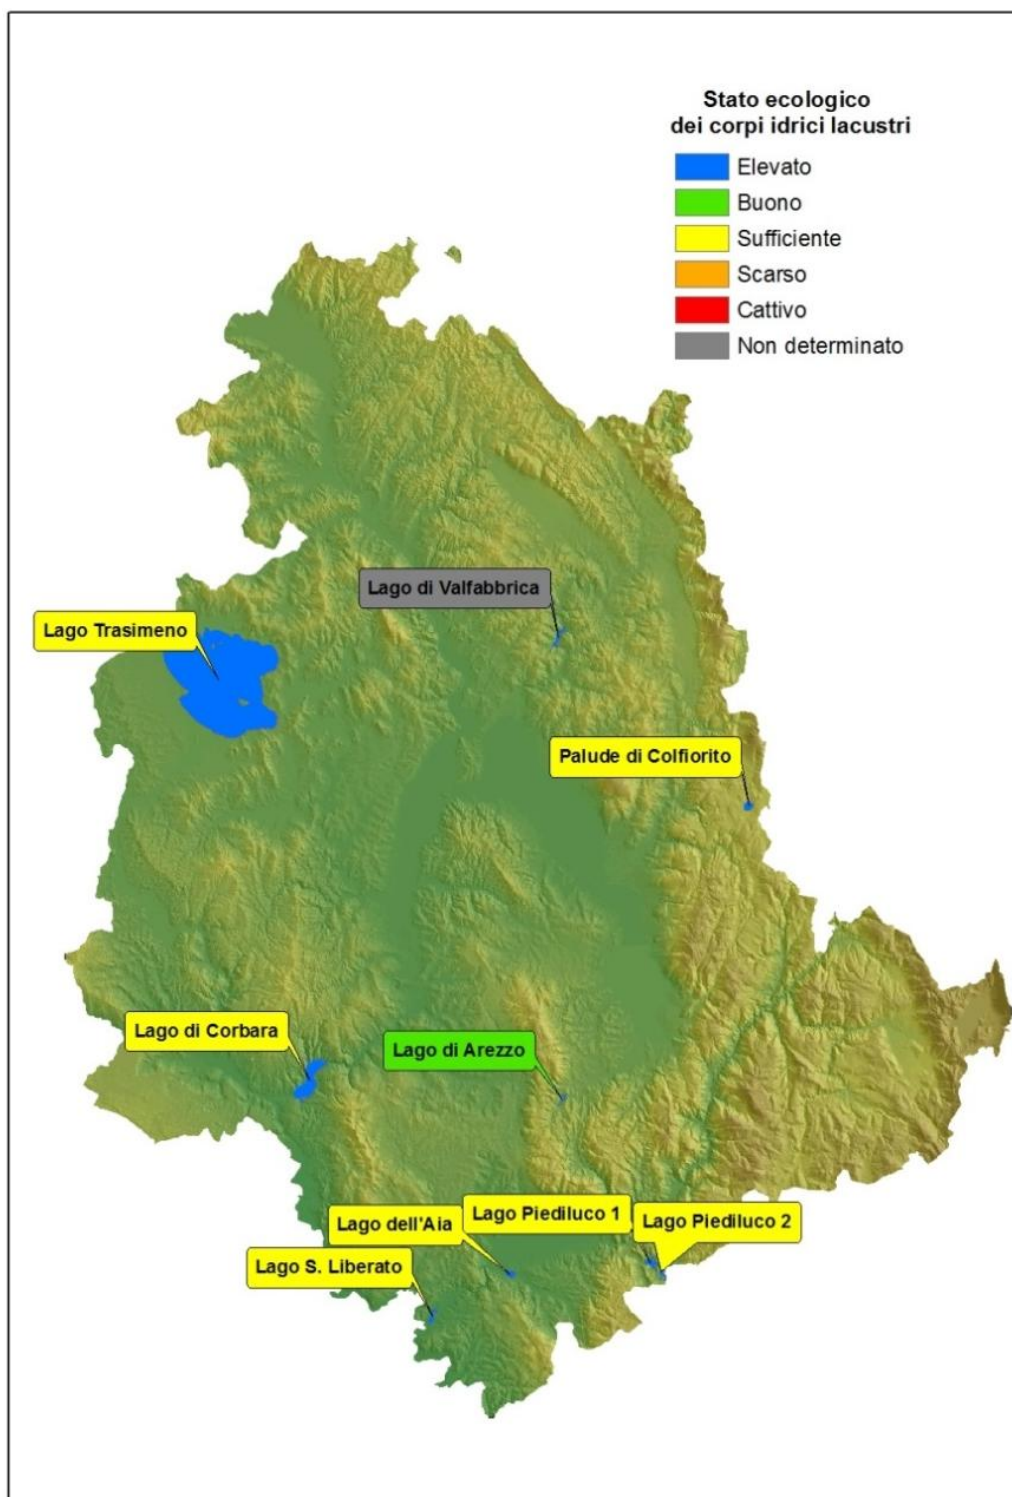 Stato ecologico
dei corpi idrici lacustri
Elevato
Buono
Sufficiente
Scarso
Cattivo
Non determinato
Lago di Valfabbrica
Lago Trasimeno
Palude di Colfiorito
Lago di Corbara
Lago di Arezzo
Lago Piediluco 1
Lago Piediluco 2
Lago dell'Aia
Lago S. Liberato